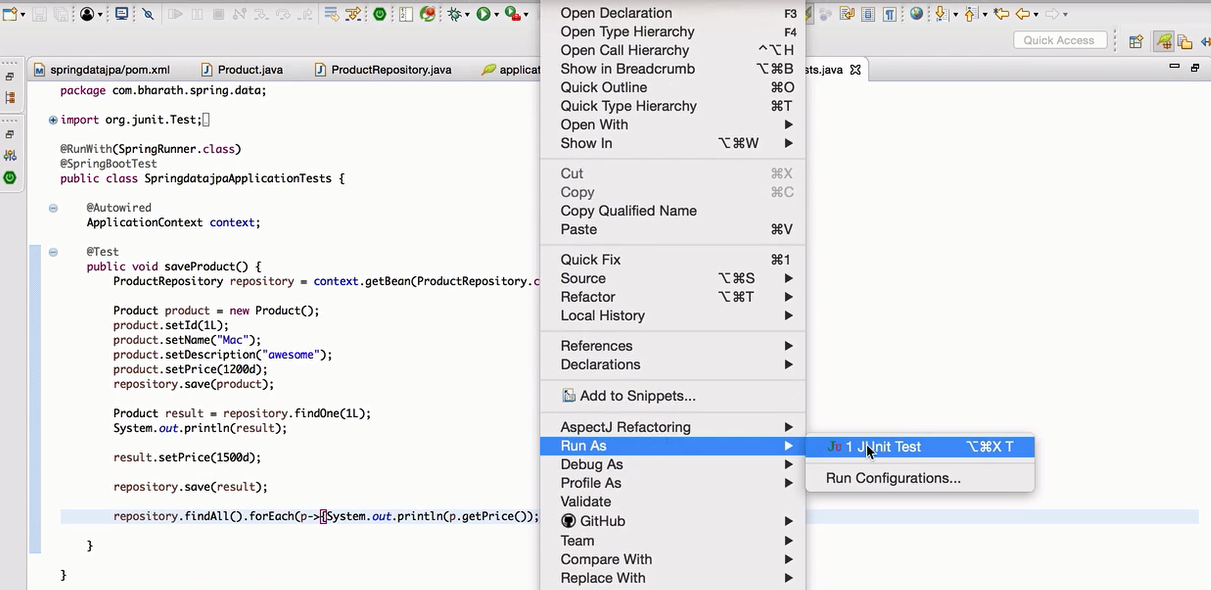 Quick Access
springdatajpa/pom.xml
Product.java
ProductRepository.java
applicat
sts.java
package com.bharath.spring.data;
import org.junit.Test;
@RunWith(SpringRunner.class)
@SpringBootTest
public class SpringdatajpaApplicationTests {
@Autowired
ApplicationContext context;
@Test
public void saveProduct() {
ProductRepository repository = context.getBean(ProductRepository.c
Product product = new Product();
product.setId(1L);
product.setName("Mac");
product.setDescription("awesome");
product.setPrice(1200d);
repository.save(product);
Product result = repository.findOne(1L);
System.out.println(result);
result.setPrice(1500d);
repository.save(result);
repository.findAll().forEach(p->{System.out.println(p.getPrice());
}
}
Open Declaration F3
Open Type Hierarchy F4
Open Call Hierarchy ^⌥H
Show in Breadcrumb ⌥⌘B
Quick Outline ⌘O
Quick Type Hierarchy ⌘T
Open With
Show In ⌥⌘W
Cut ⌘X
Copy ⌘C
Copy Qualified Name
Paste ⌘V
Quick Fix ⌘1
Source ⌥⌘S
Refactor ⌥⌘T
Local History
References
Declarations
Add to Snippets...
AspectJ Refactoring
Run As
Debug As
Profile As
Validate
GitHub
Team
Compare With
Replace With
Ju 1 JUnit Test ⌥⌘X T
Run Configurations...